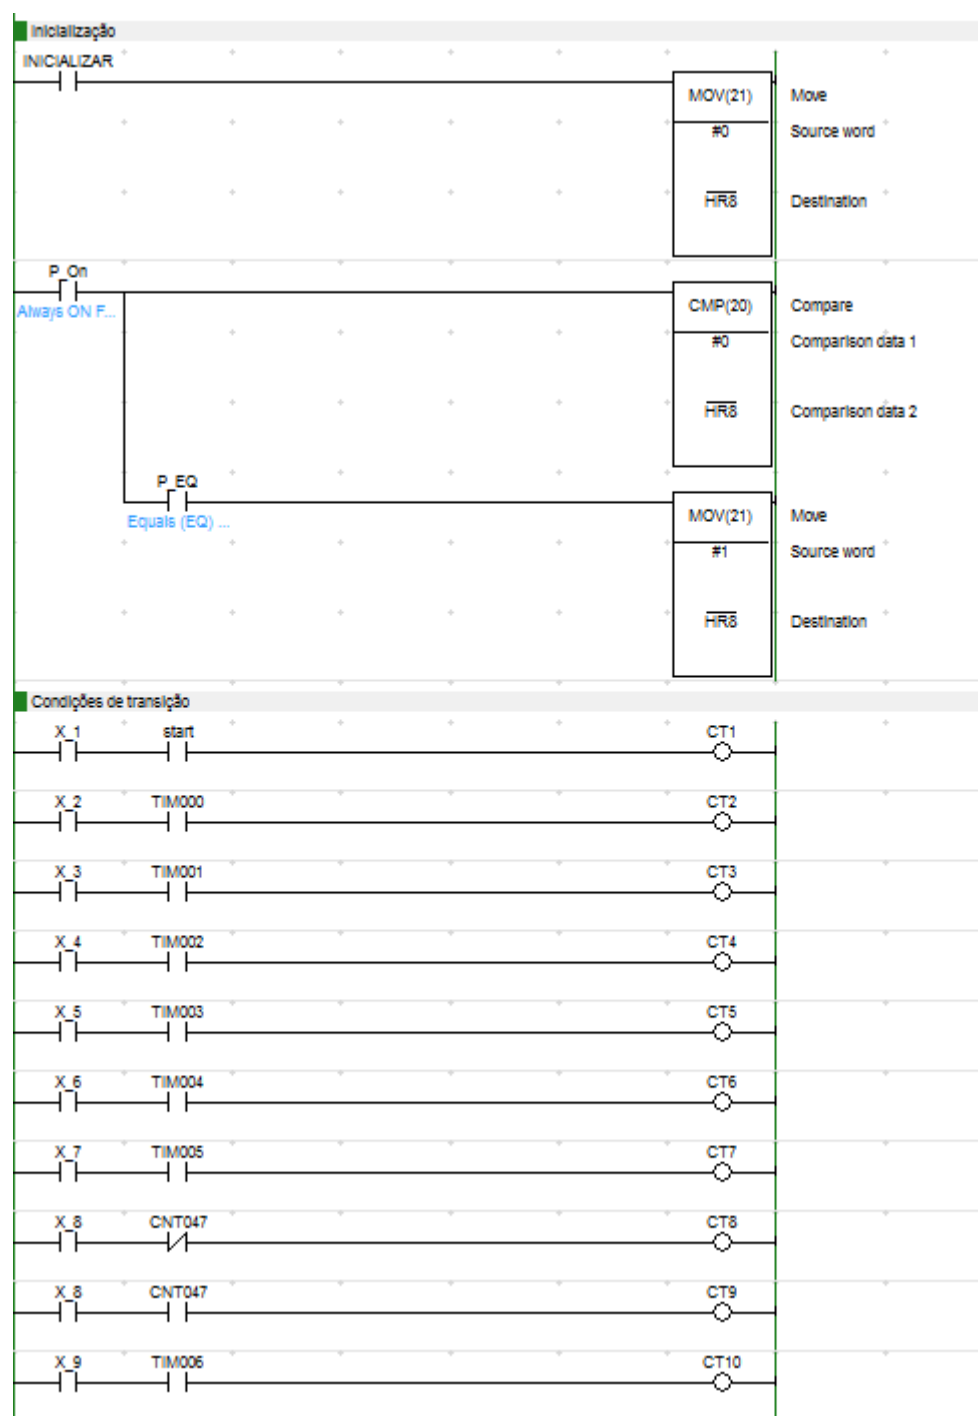 Inicialização
INICIALIZAR
MOV(21) Move
#0 Source word
HR8 Destination
P_On
Always ON F...
CMP(20) Compare
#0 Comparison data 1
HR8 Comparison data 2
P_EQ
Equals (EQ) ...
MOV(21) Move
#1 Source word
HR8 Destination
Condições de transição
X_1 start CT1
X_2 TIM000 CT2
X_3 TIM001 CT3
X_4 TIM002 CT4
X_5 TIM003 CT5
X_6 TIM004 CT6
X_7 TIM005 CT7
X_8 CNT047 CT8
X_8 CNT047 CT9
X_9 TIM006 CT10